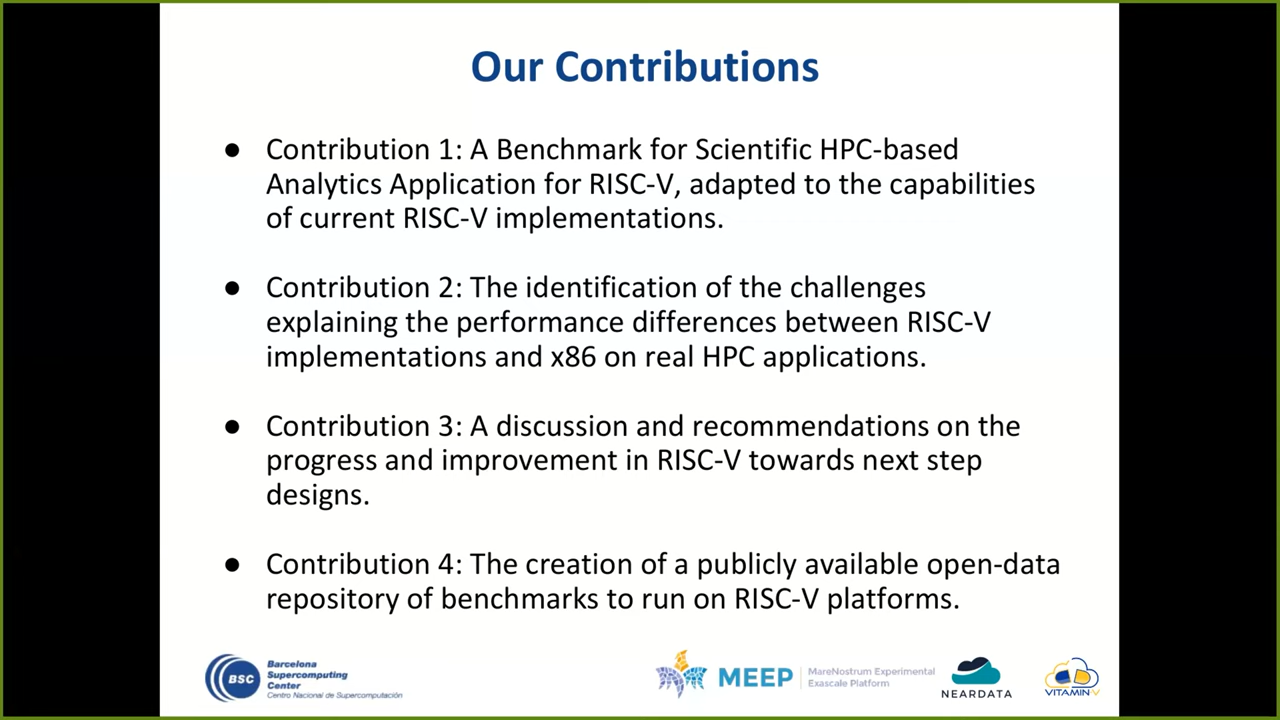 Our Contributions
● Contribution 1: A Benchmark for Scientific HPC-based
Analytics Application for RISC-V, adapted to the capabilities
of current RISC-V implementations.
● Contribution 2: The identification of the challenges
explaining the performance differences between RISC-V
implementations and x86 on real HPC applications.
● Contribution 3: A discussion and recommendations on the
progress and improvement in RISC-V towards next step
designs.
● Contribution 4: The creation of a publicly available open-data
repository of benchmarks to run on RISC-V platforms.
BSC
Barcelona
Supercomputing
Center
Centro Nacional de Supercomputación
MEEP
MareNostrum Experimental
Exascale Platform
NEARDATA
VITAMIN V